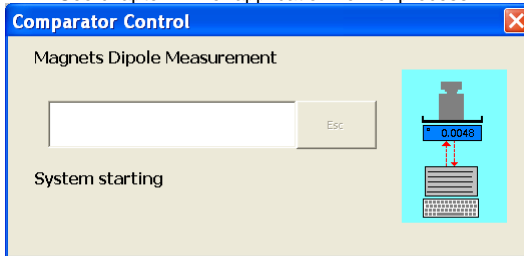 Comparator Control
Magnets Dipole Measurement
Esc
0.0048
System starting